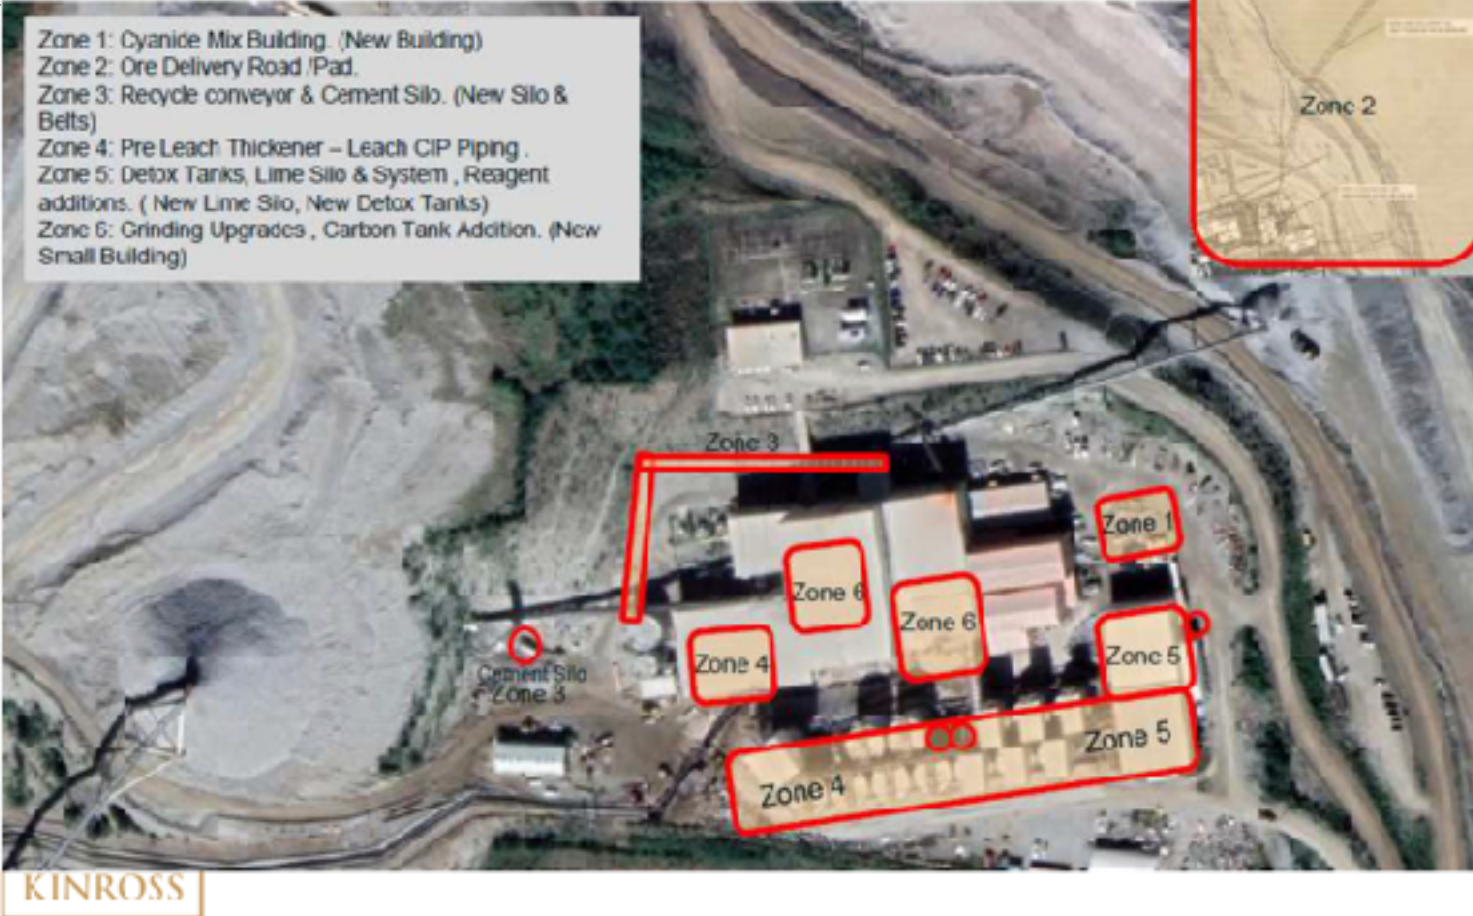 Zone 1: Cyanide Mix Building. (New Building)
Zone 2: Ore Delivery Road /Pad.
Zone 3: Recycle conveyor & Cement Silo. (New Silo &
Belts)
Zone 4: Pre Leach Thickener – Leach CIP Piping .
Zone 5: Detox Tanks, Lime Silo & System , Reagent
additions. ( New Lime Silo, New Detox Tanks)
Zone 6: Grinding Upgrades , Carbon Tank Addition. (New
Small Building)
Zone 2
Zone 3
Zone 1
Zone 6
Zone 6
Zone 4
Zone 5
Cement Silo
Zone 3
Zone 5
Zone 4
KINROSS